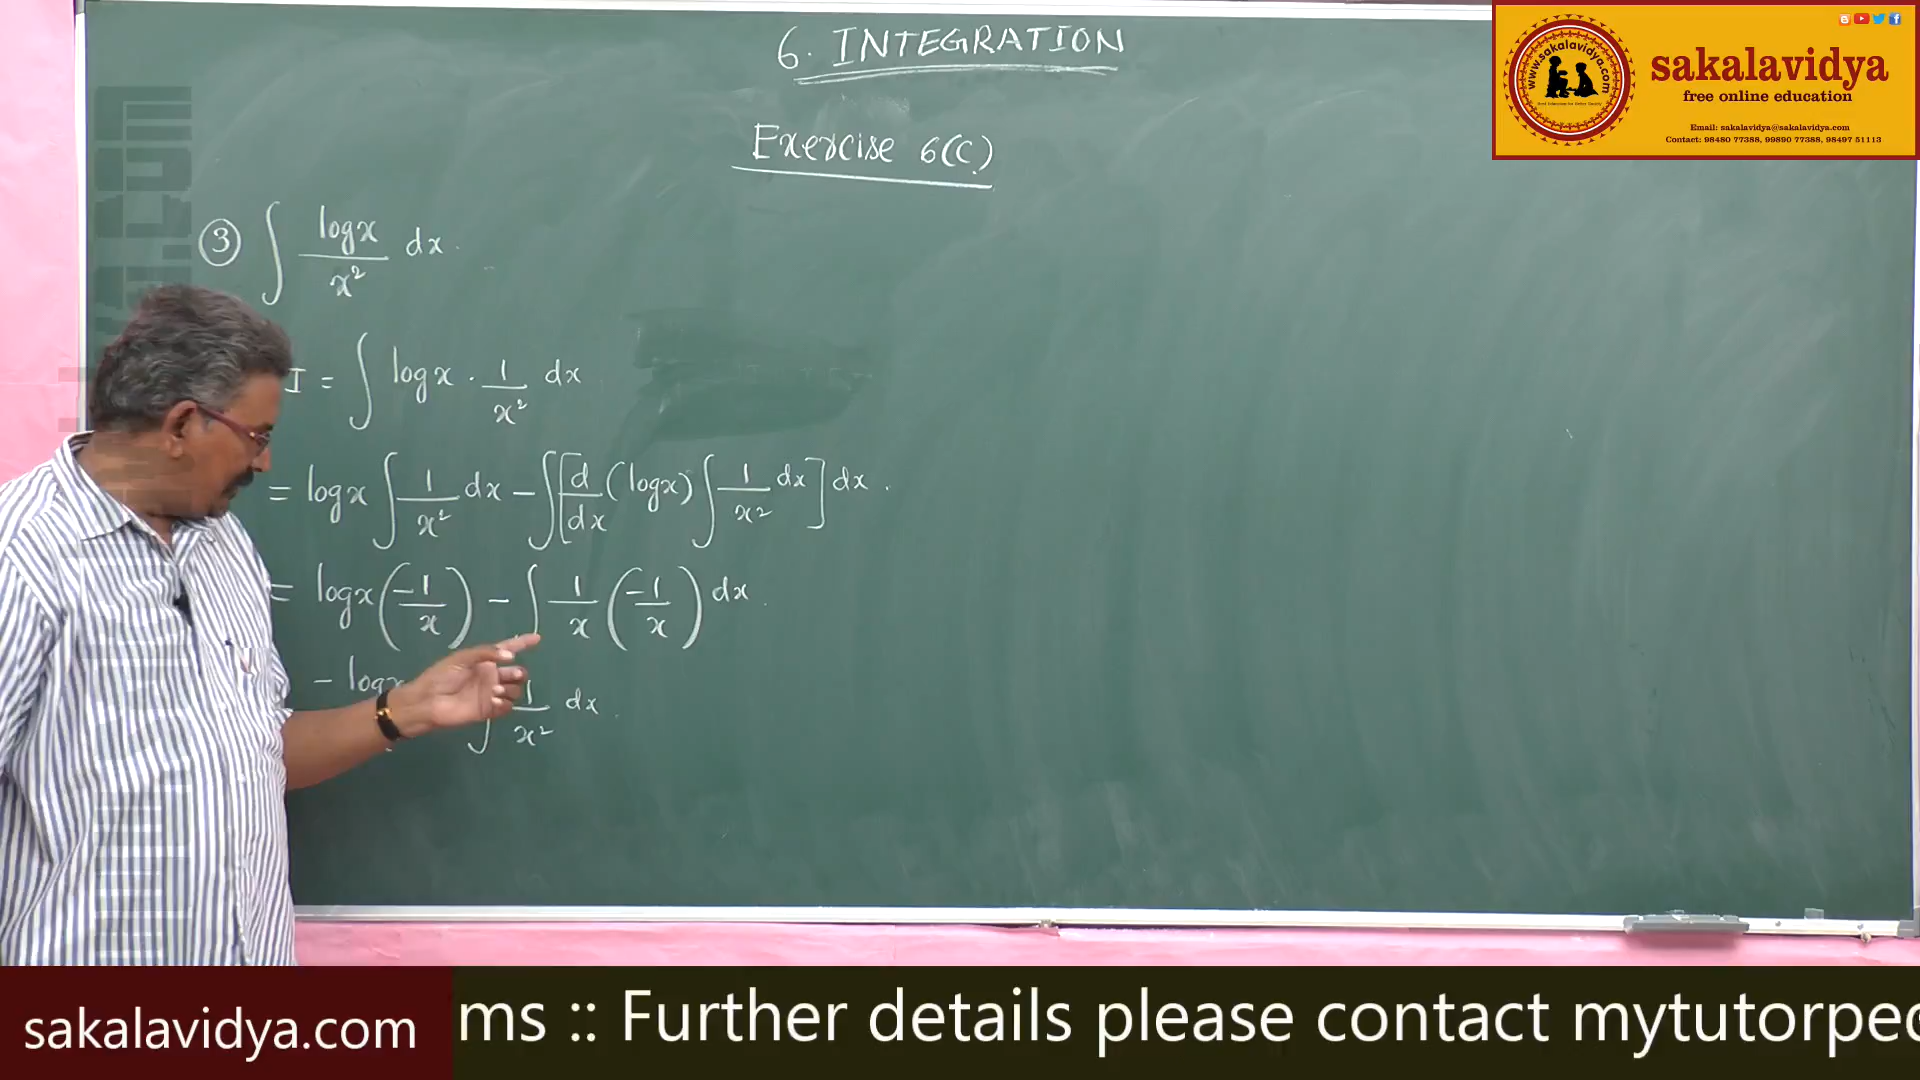 6. INTEGRATION
Exercise 6(C)
③ ∫ logx / x² dx.
I = ∫ logx · 1/x² dx
= logx ∫ 1/x² dx − ∫ [d/dx (logx) ∫ 1/x² dx] dx.
= logx (−1/x) − ∫ 1/x (−1/x) dx.
− logx ∫ 1/x² dx.
sakalavidya
free online education
Email: sakalavidya@sakalavidya.com
Contact: 98480 77388, 99890 77388, 98497 51113
www.sakalavidya.com
sakalavidya.com
ms :: Further details please contact mytutorped